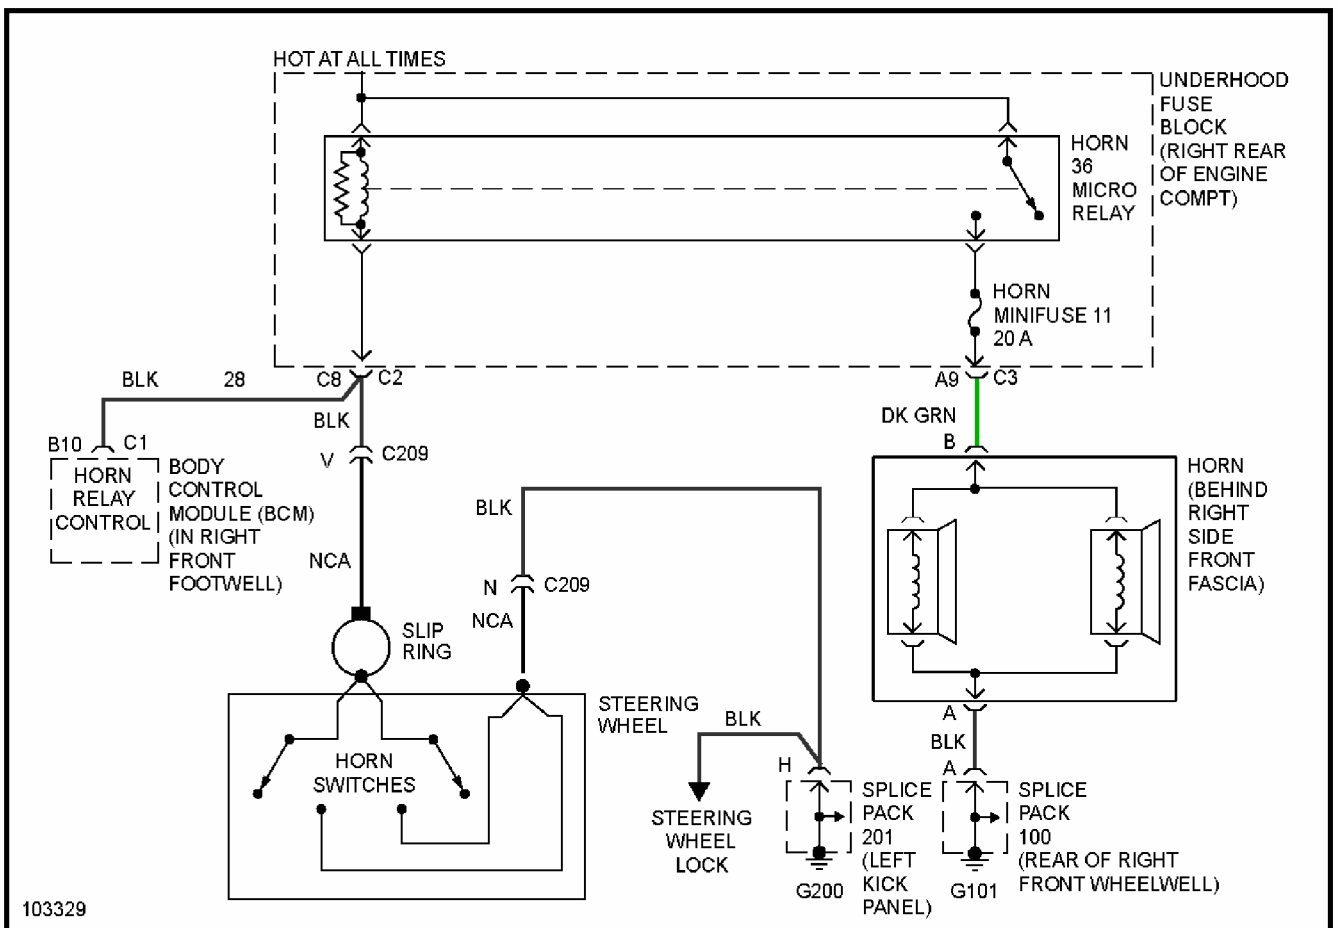 HOT AT ALL TIMES
UNDERHOOD
FUSE
BLOCK
(RIGHT REAR
OF ENGINE
COMPT)
HORN
36
MICRO
RELAY
HORN
MINIFUSE 11
20 A
BLK 28 C8 C2
A9 C3
BLK
DK GRN
B10 C1
V C209
B
HORN
RELAY
CONTROL
BODY
CONTROL
MODULE (BCM)
(IN RIGHT
FRONT
FOOTWELL)
HORN
(BEHIND
RIGHT
SIDE
FRONT
FASCIA)
BLK
NCA
N C209
NCA
SLIP
RING
STEERING
WHEEL
HORN
SWITCHES
BLK
A
BLK
H
A
STEERING
WHEEL
LOCK
SPLICE
PACK
201
(LEFT
KICK
PANEL)
G200
SPLICE
PACK
100
(REAR OF RIGHT
FRONT WHEELWELL)
G101
103329